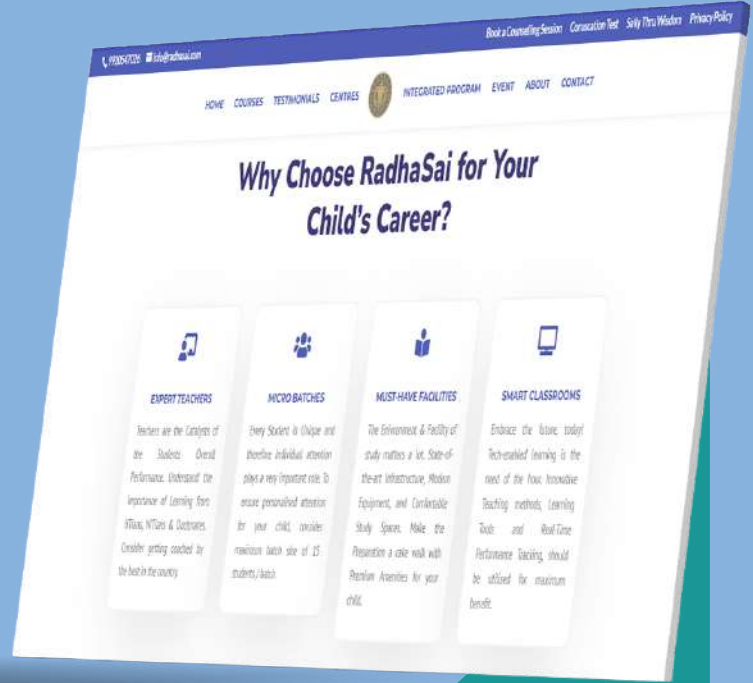 info@radhasai.com
Book a Counselling Session Coruscation Test Sally Thru Wisdom Privacy Policy
HOME COURSES TESTIMONIALS CENTRES INTEGRATED PROGRAM EVENT ABOUT CONTACT
Why Choose RadhaSai for Your
Child's Career?
EXPERT TEACHERS
Teachers are the Catalysts of
the Students Overall
Performance. Understand the
Importance of Learning from
IITians, NITians & Doctorates.
Consider getting coached by
the best in the country.
MICRO BATCHES
Every Student is Unique and
therefore individual attention
plays a very important role. To
ensure personalised attention
for your child, consider
maximum batch size of 15
students / batch
MUST-HAVE FACILITIES
The Environment & Facility of
study matters a lot. State-of-
the-art Infrastructure, Modern
Equipment, and Comfortable
Study Spaces. Make the
Preparation a cake walk with
Premium Amenities for your
child.
SMART CLASSROOMS
Embrace the future, today!
Tech-enabled learning is the
need of the hour. Innovative
Teaching methods, Learning
Tools and Real-Time
Performance Tracking, should
be utilised for maximum
benefit.